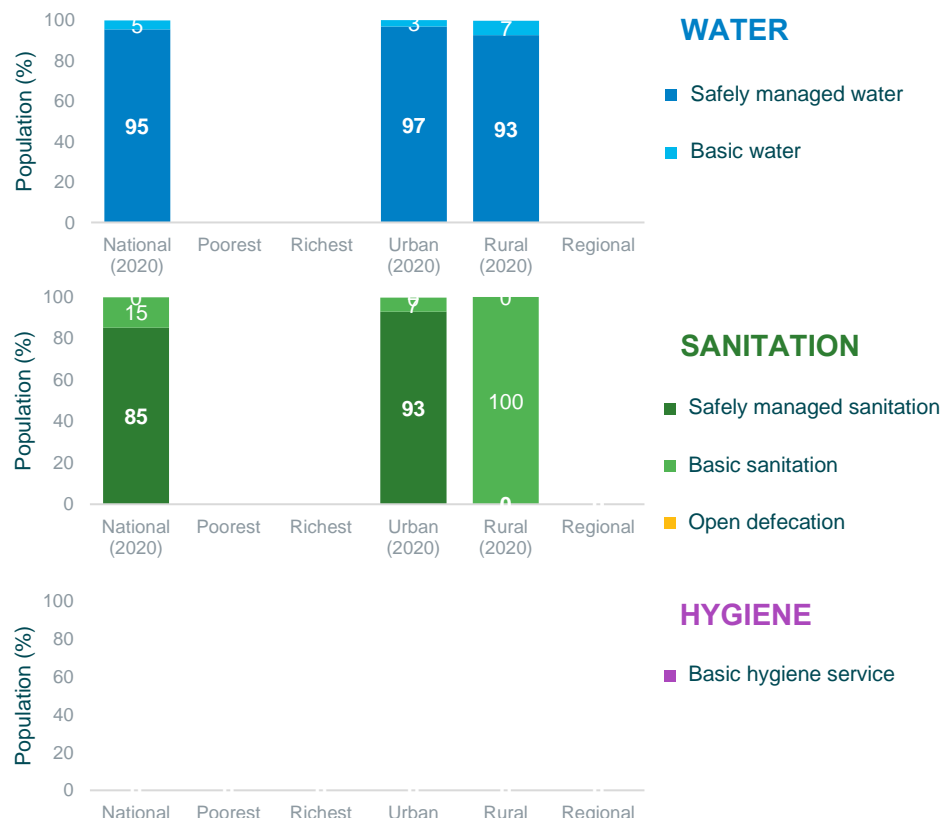 WATER
Population (%)
100
80
60
40
20
0
5
95
3
97
7
93
National (2020)
Poorest
Richest
Urban (2020)
Rural (2020)
Regional
Safely managed water
Basic water
SANITATION
Population (%)
100
80
60
40
20
0
0
15
85
7
93
0
100
0
National (2020)
Poorest
Richest
Urban (2020)
Rural (2020)
Regional
Safely managed sanitation
Basic sanitation
Open defecation
HYGIENE
Population (%)
100
80
60
40
20
0
National
Poorest
Richest
Urban
Rural
Regional
Basic hygiene service